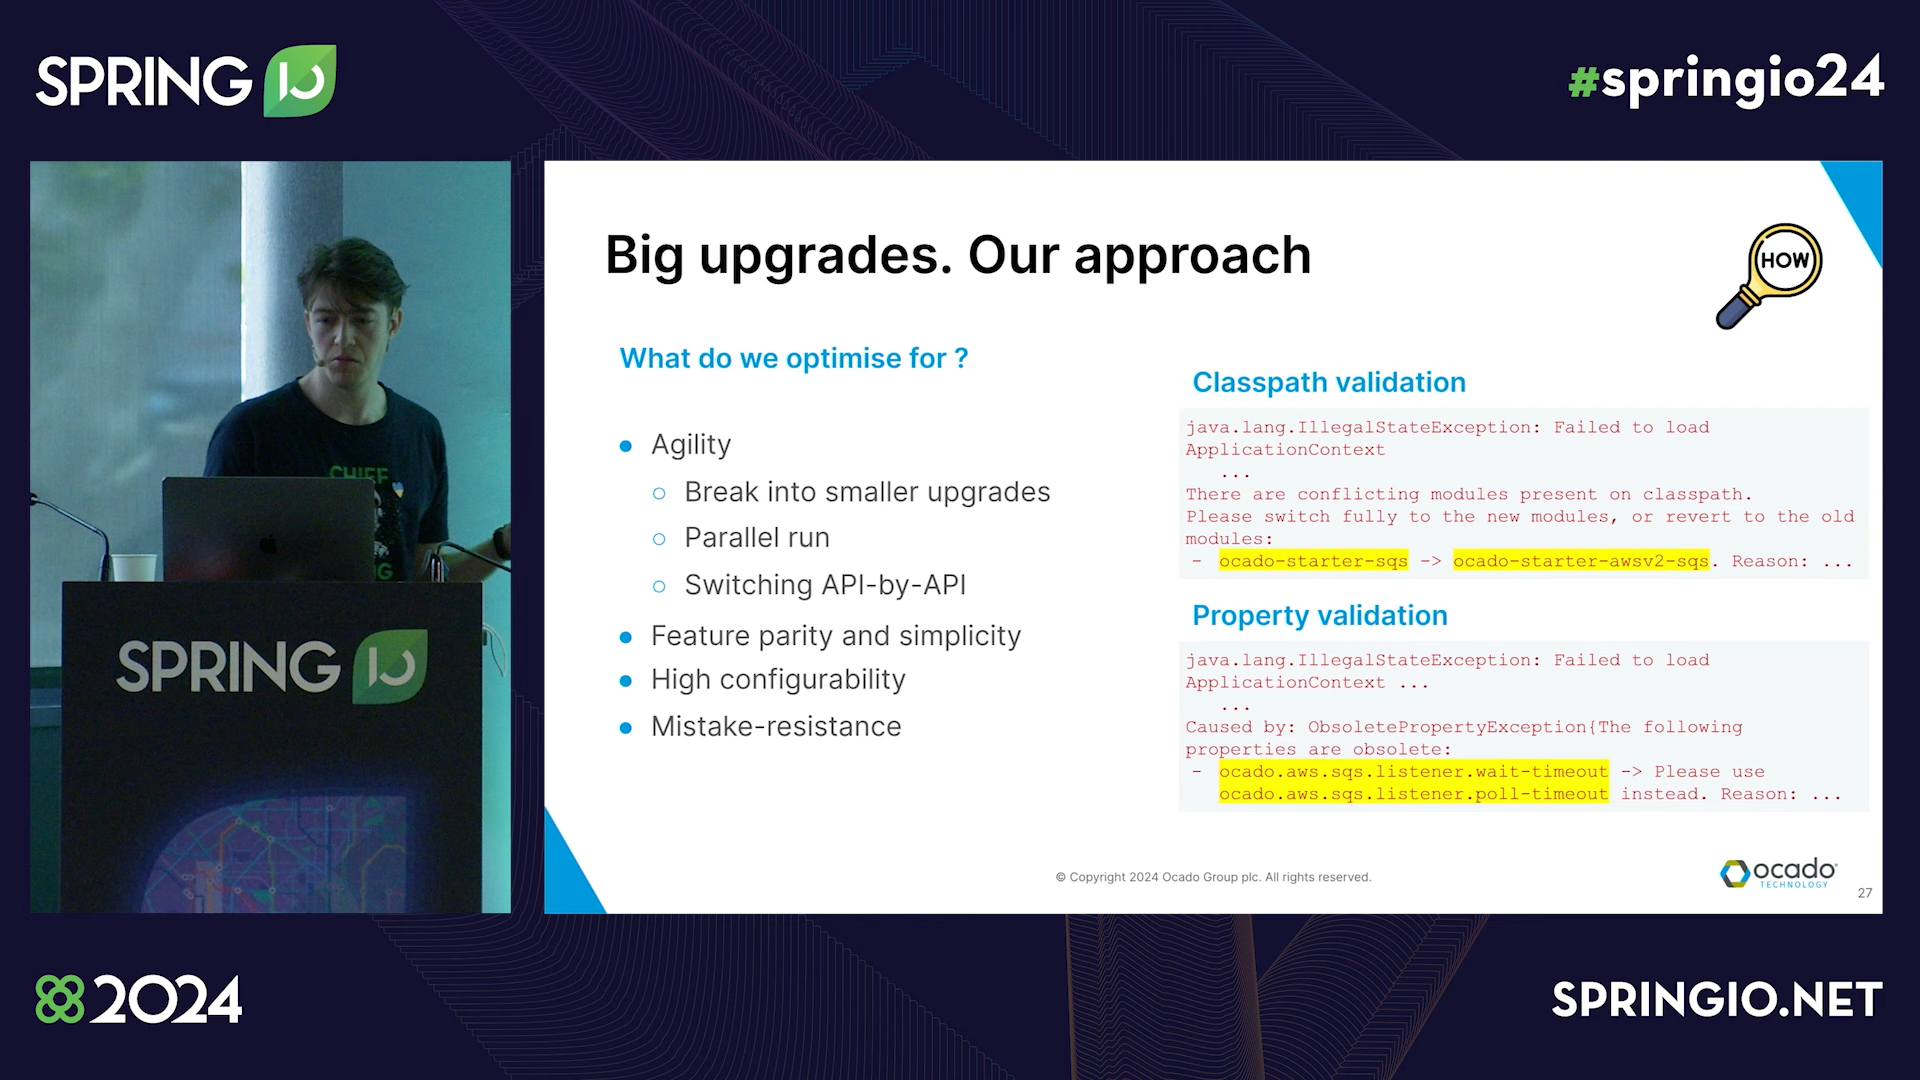 SPRING IO
#springio24
Big upgrades. Our approach
HOW
What do we optimise for ?
● Agility
○ Break into smaller upgrades
○ Parallel run
○ Switching API-by-API
● Feature parity and simplicity
● High configurability
● Mistake-resistance
Classpath validation
java.lang.IllegalStateException: Failed to load
ApplicationContext
...
There are conflicting modules present on classpath.
Please switch fully to the new modules, or revert to the old
modules:
- ocado-starter-sqs -> ocado-starter-awsv2-sqs. Reason: ...
Property validation
java.lang.IllegalStateException: Failed to load
ApplicationContext ...
...
Caused by: ObsoletePropertyException{The following
properties are obsolete:
- ocado.aws.sqs.listener.wait-timeout -> Please use
ocado.aws.sqs.listener.poll-timeout instead. Reason: ...
© Copyright 2024 Ocado Group plc. All rights reserved.
ocado
TECHNOLOGY
27
CHIEF
SPRING IO
2024
SPRINGIO.NET